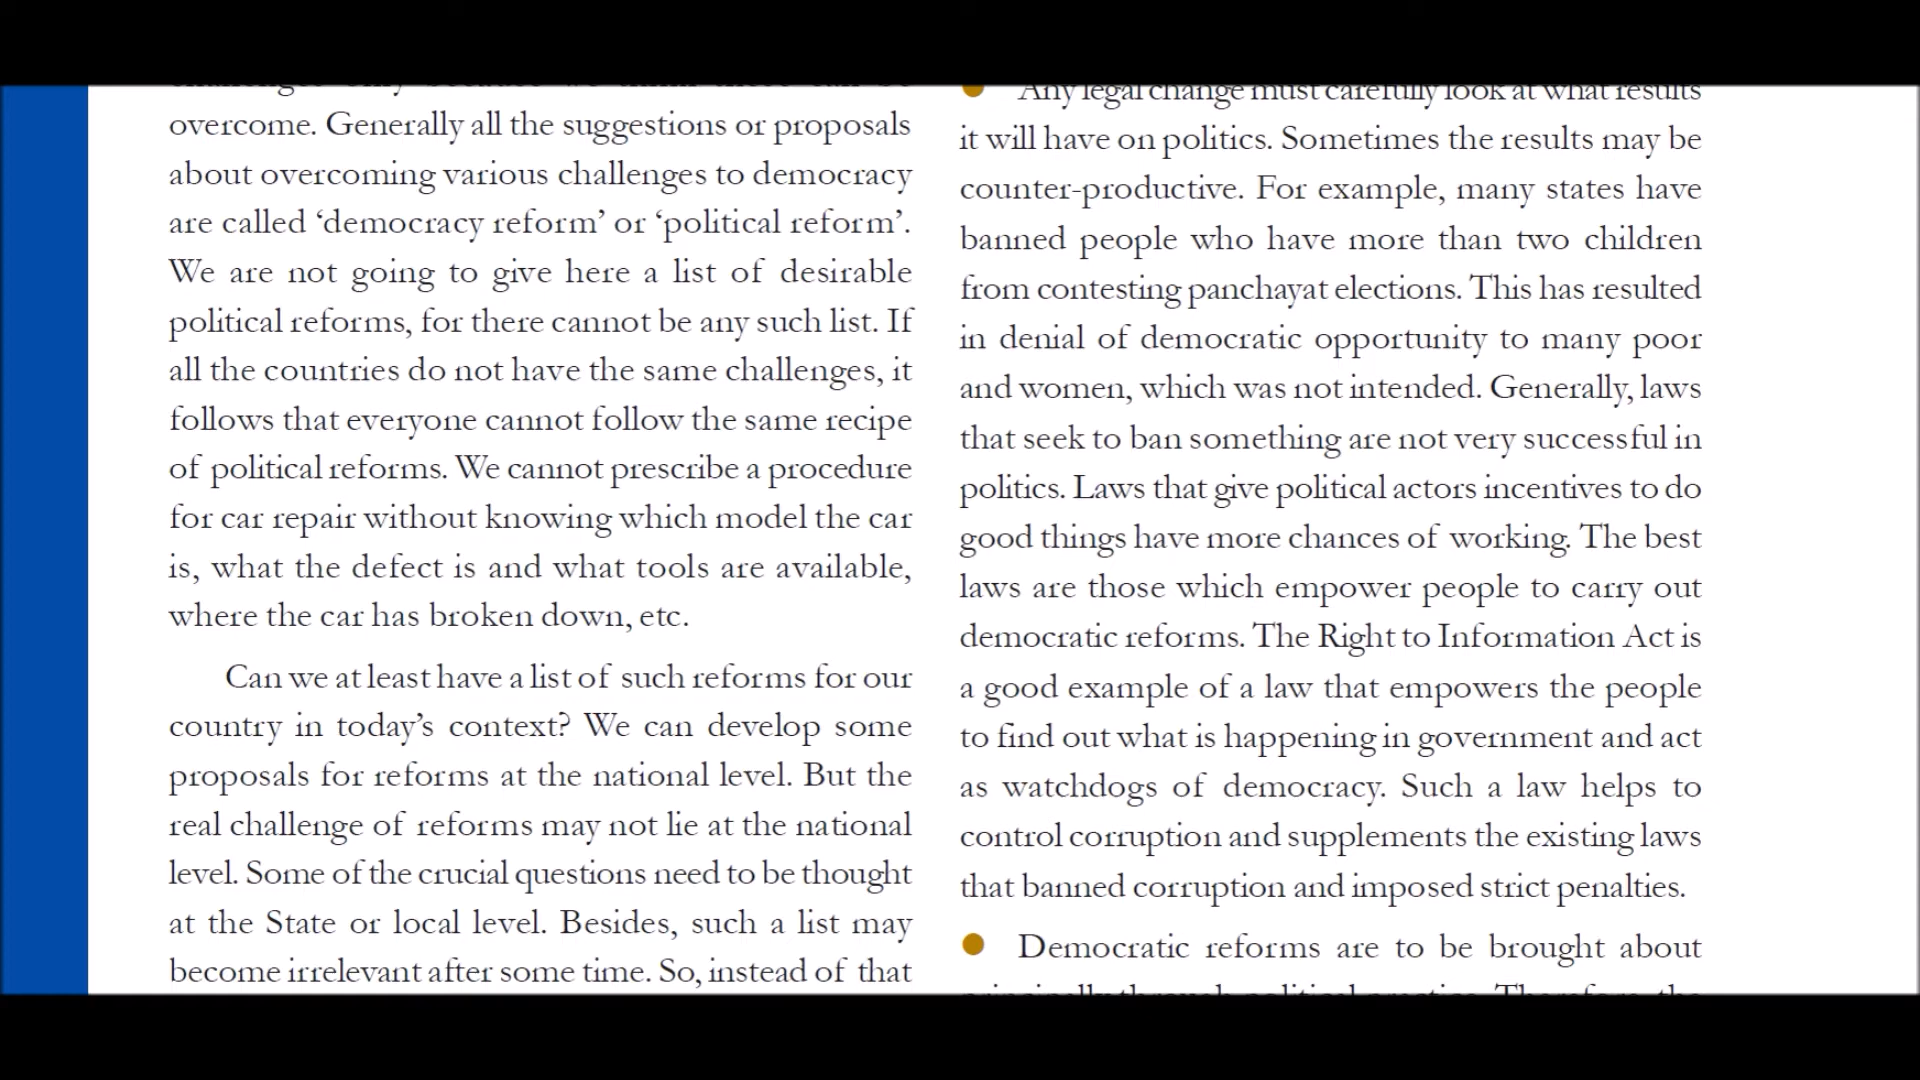 overcome. Generally all the suggestions or proposals
about overcoming various challenges to democracy
are called ‘democracy reform’ or ‘political reform’.
We are not going to give here a list of desirable
political reforms, for there cannot be any such list. If
all the countries do not have the same challenges, it
follows that everyone cannot follow the same recipe
of political reforms. We cannot prescribe a procedure
for car repair without knowing which model the car
is, what the defect is and what tools are available,
where the car has broken down, etc.
Can we at least have a list of such reforms for our
country in today’s context? We can develop some
proposals for reforms at the national level. But the
real challenge of reforms may not lie at the national
level. Some of the crucial questions need to be thought
at the State or local level. Besides, such a list may
become irrelevant after some time. So, instead of that
Any legal change must carefully look at what results
it will have on politics. Sometimes the results may be
counter-productive. For example, many states have
banned people who have more than two children
from contesting panchayat elections. This has resulted
in denial of democratic opportunity to many poor
and women, which was not intended. Generally, laws
that seek to ban something are not very successful in
politics. Laws that give political actors incentives to do
good things have more chances of working. The best
laws are those which empower people to carry out
democratic reforms. The Right to Information Act is
a good example of a law that empowers the people
to find out what is happening in government and act
as watchdogs of democracy. Such a law helps to
control corruption and supplements the existing laws
that banned corruption and imposed strict penalties.
Democratic reforms are to be brought about